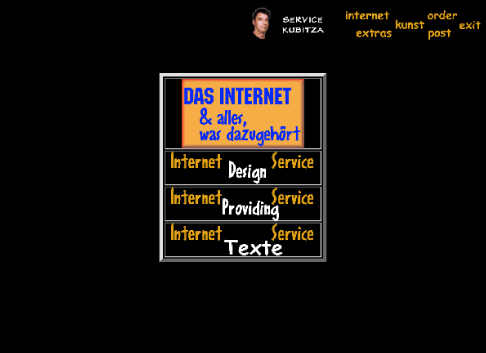 SERVICE
KUBITZA
internet
extras
kunst
order
post
exit
DAS INTERNET
& alles,
was dazugehört
Internet Design Service
Internet Providing Service
Internet Texte Service